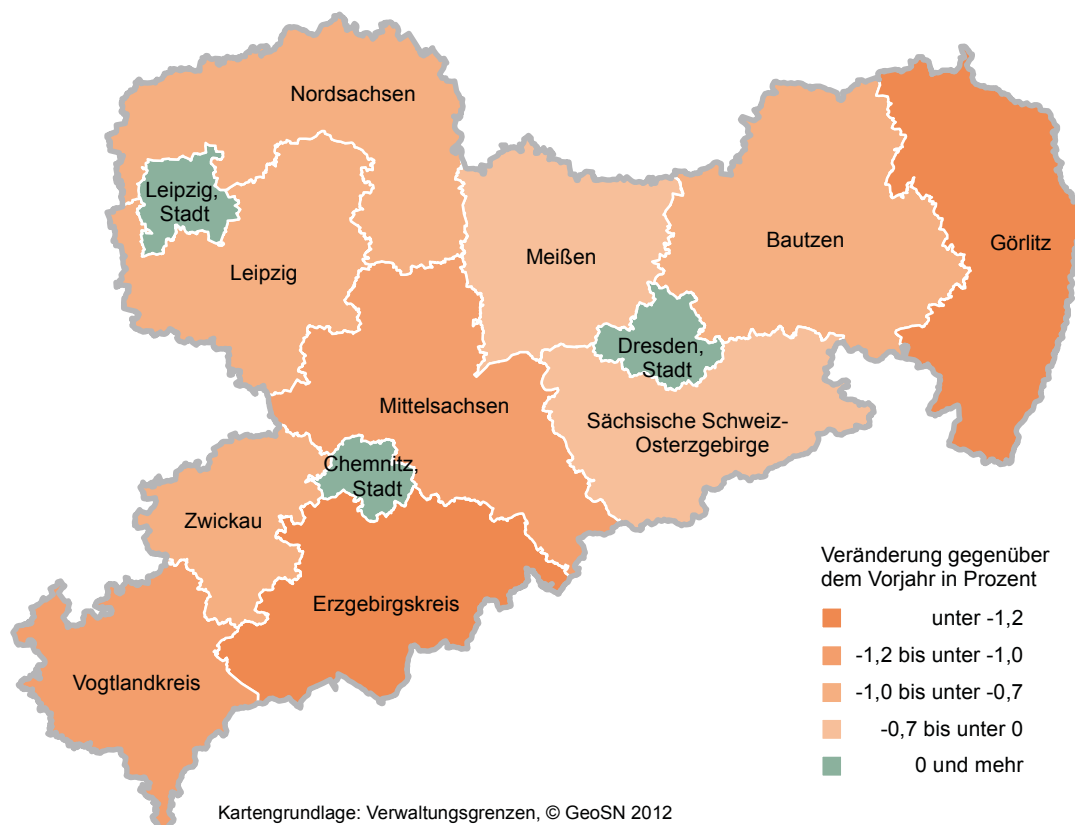 Nordsachsen
Leipzig,
Stadt
Leipzig
Meißen
Bautzen
Görlitz
Dresden,
Stadt
Mittelsachsen
Sächsische Schweiz-
Osterzgebirge
Chemnitz,
Stadt
Zwickau
Erzgebirgskreis
Vogtlandkreis
Veränderung gegenüber
dem Vorjahr in Prozent
unter -1,2
-1,2 bis unter -1,0
-1,0 bis unter -0,7
-0,7 bis unter 0
0 und mehr
Kartengrundlage: Verwaltungsgrenzen, © GeoSN 2012